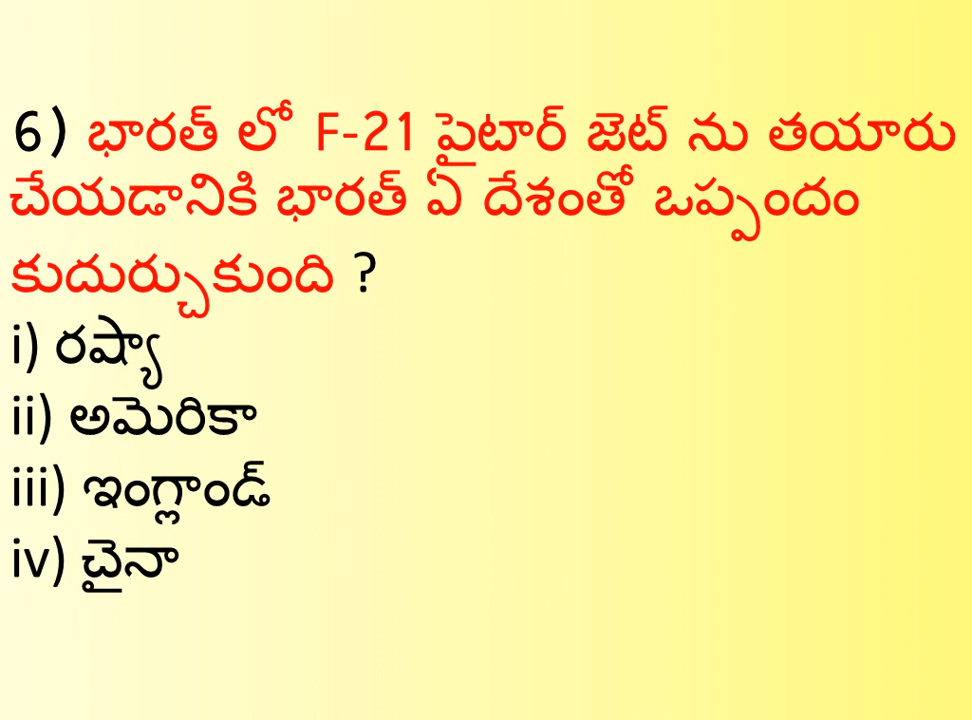 6) భారత్ లో F-21 పైటార్ జెట్ ను తయారు
చేయడానికి భారత్ ఏ దేశంతో ఒప్పందం
కుదుర్చుకుంది ?
i) రష్యా
ii) అమెరికా
iii) ఇంగ్లాండ్
iv) చైనా